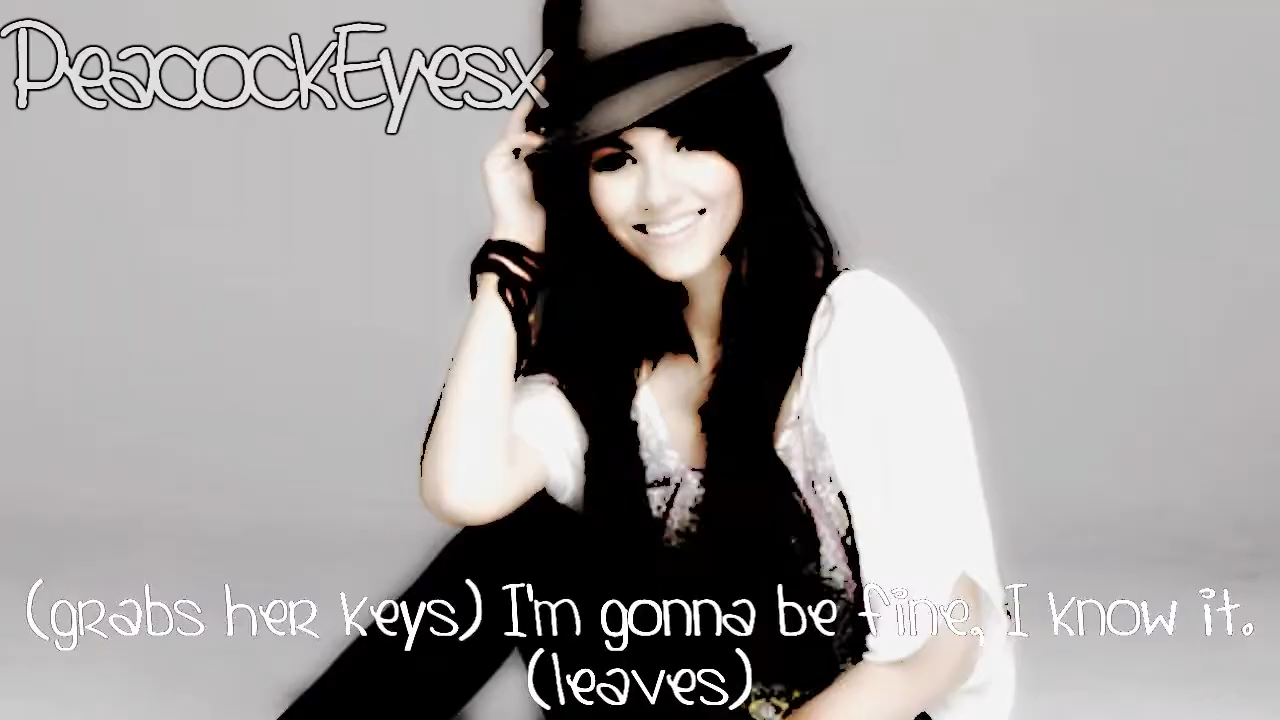 PeacockEyesx
(grabs her keys) I'm gonna be fine, I know it.
(leaves)